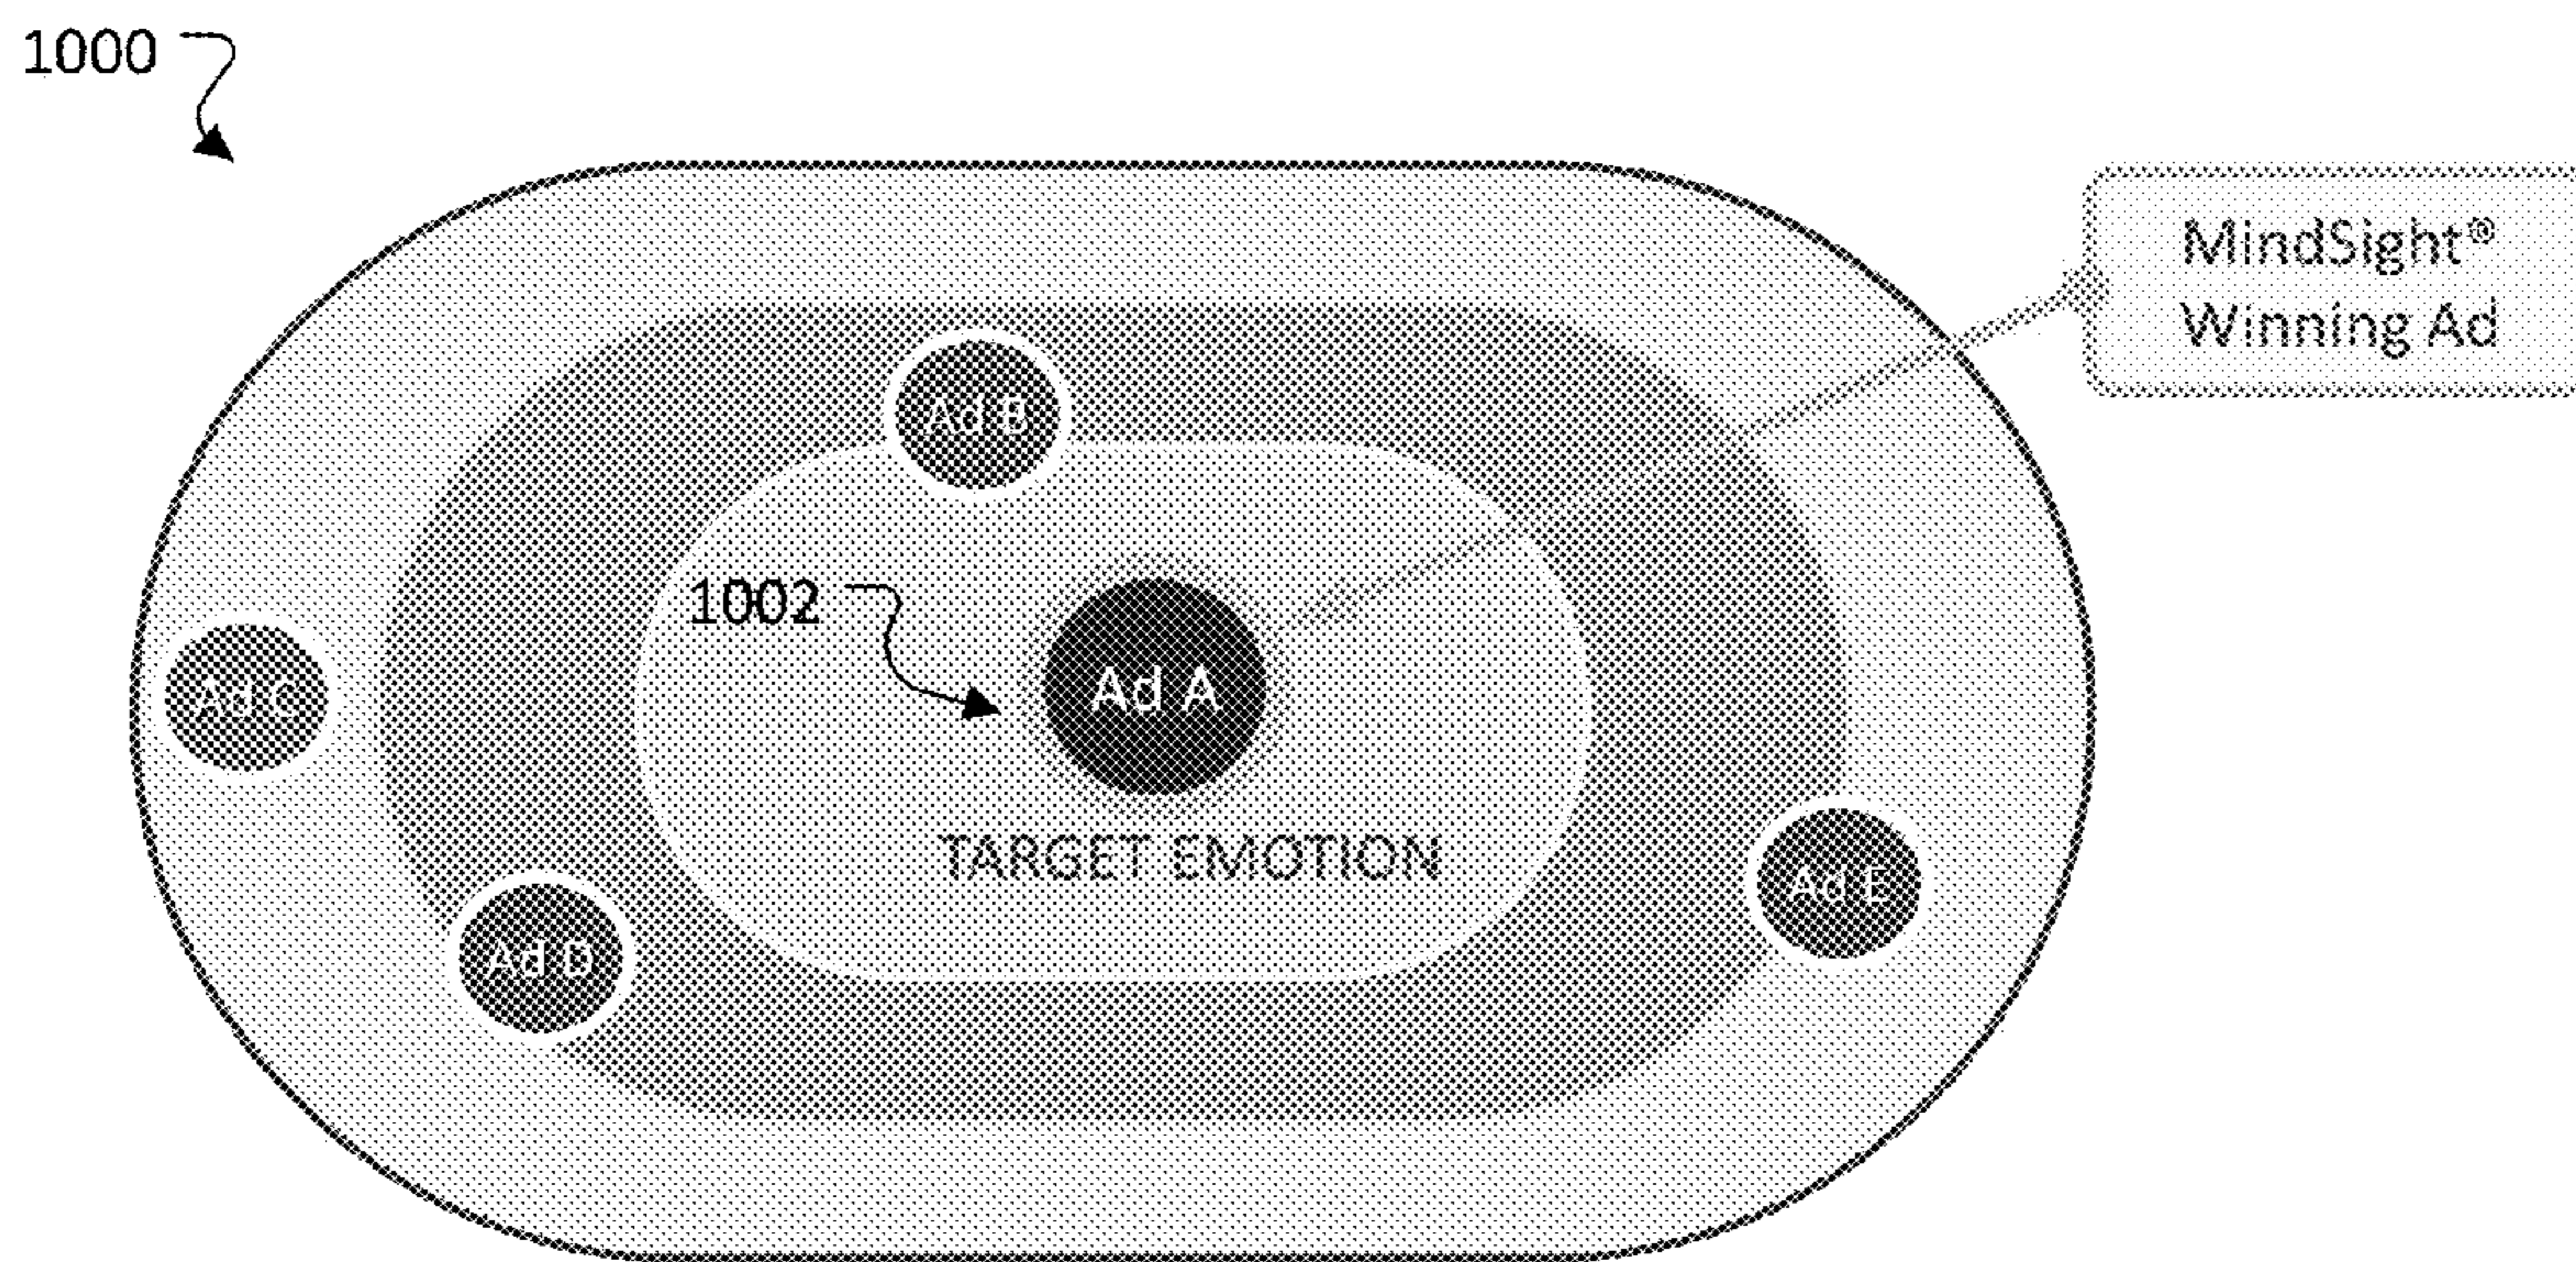 1000
MindSight®
Winning Ad
Ad B
1002
Ad A
Ad C
TARGET EMOTION
Ad E
Ad D